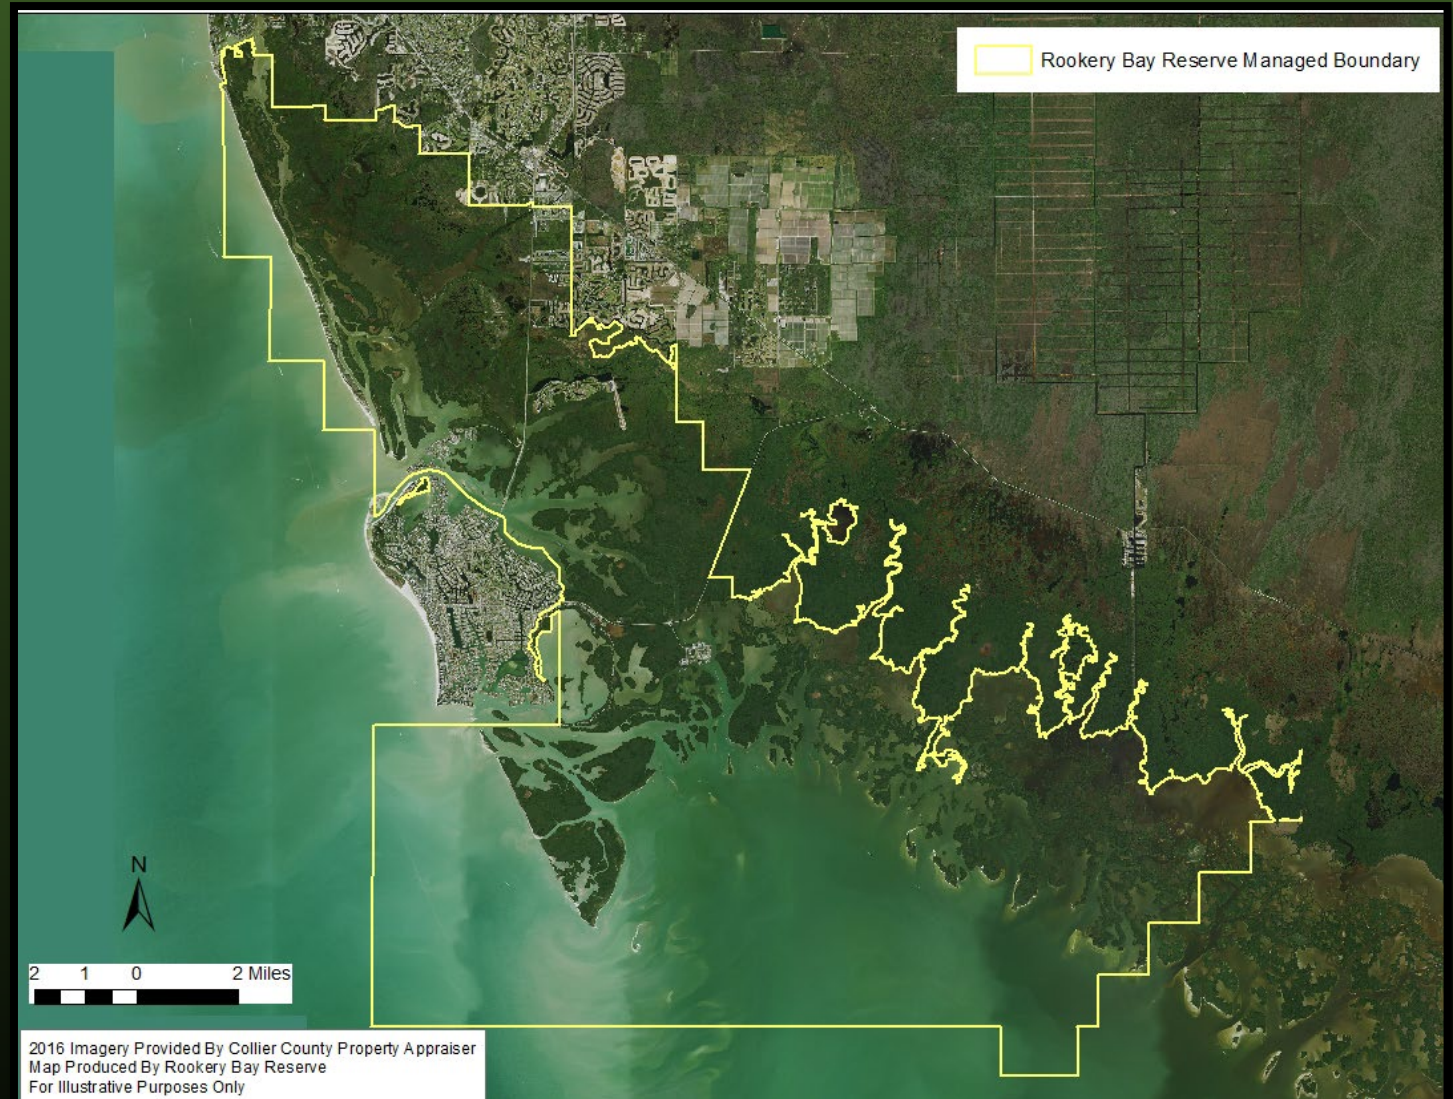 Rookery Bay Reserve Managed Boundary
N
2 1 0 2 Miles
2016 Imagery Provided By Collier County Property Appraiser
Map Produced By Rookery Bay Reserve
For Illustrative Purposes Only